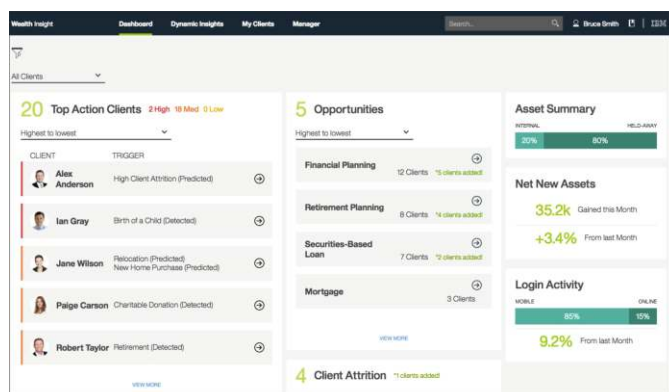 Wealth Insight
Dashboard
Dynamic Insights
My Clients
Manager
Search...
Bruce Smith
IBM
All Clients
20 Top Action Clients 2 High 18 Med 0 Low
Highest to lowest
CLIENT TRIGGER
Alex Anderson
High Client Attrition (Predicted)
Ian Gray
Birth of a Child (Detected)
Jane Wilson
Relocation (Predicted)
New Home Purchase (Predicted)
Paige Carson
Charitable Donation (Detected)
Robert Taylor
Retirement (Detected)
VIEW MORE
5 Opportunities
Highest to lowest
Financial Planning
12 Clients *5 clients added!
Retirement Planning
8 Clients *4 clients added!
Securities-Based
Loan
7 Clients *2 clients added!
Mortgage
3 Clients
VIEW MORE
4 Client Attrition *1 clients added!
Asset Summary
INTERNAL HELD-AWAY
20% 80%
Net New Assets
35.2k Gained this Month
+3.4% From last Month
Login Activity
MOBILE ONLINE
85% 15%
9.2% From last Month